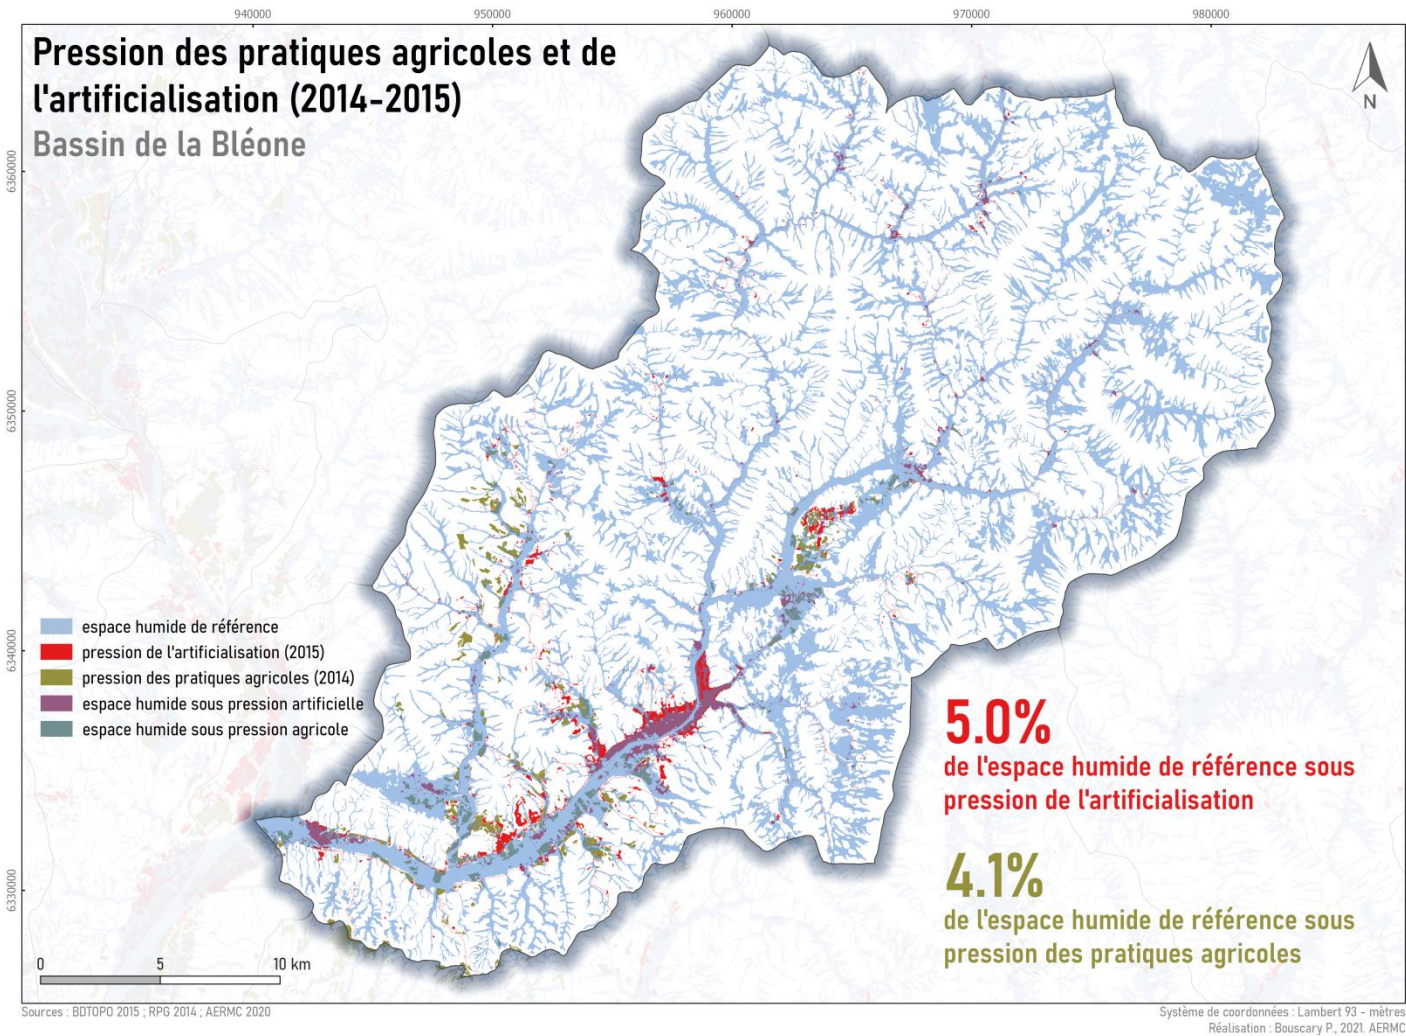 940000
950000
960000
970000
980000
Pression des pratiques agricoles et de
l'artificialisation (2014-2015)
Bassin de la Bléone
N
6360000
6350000
6340000
6330000
espace humide de référence
pression de l'artificialisation (2015)
pression des pratiques agricoles (2014)
espace humide sous pression artificielle
espace humide sous pression agricole
5.0%
de l'espace humide de référence sous
pression de l'artificialisation
4.1%
de l'espace humide de référence sous
pression des pratiques agricoles
0 5 10 km
Sources : BDTOPO 2015 ; RPG 2014 ; AERMC 2020
Système de coordonnées : Lambert 93 - mètres
Réalisation : Bouscary P., 2021. AERMC